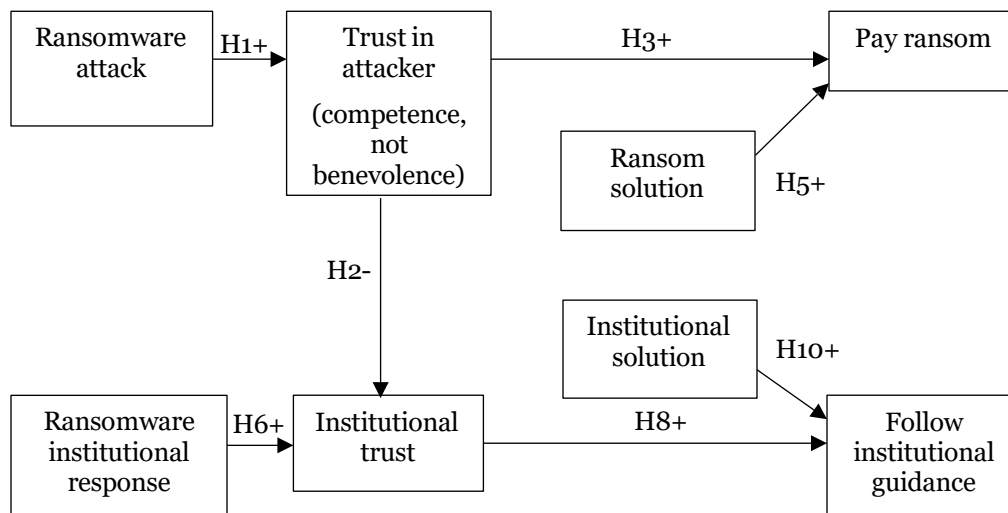 Ransomware
attack
H1+
Trust in
attacker
(competence,
not
benevolence)
H3+
Pay ransom
Ransom
solution
H5+
H2-
Institutional
solution
H10+
Ransomware
institutional
response
H6+
Institutional
trust
H8+
Follow
institutional
guidance